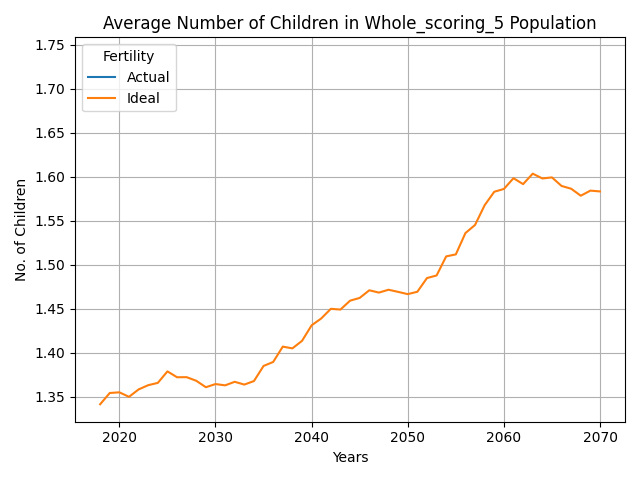 Average Number of Children in Whole_scoring_5 Population
No. of Children
1.75
1.70
1.65
1.60
1.55
1.50
1.45
1.40
1.35
Fertility
Actual
Ideal
2020 2030 2040 2050 2060 2070
Years